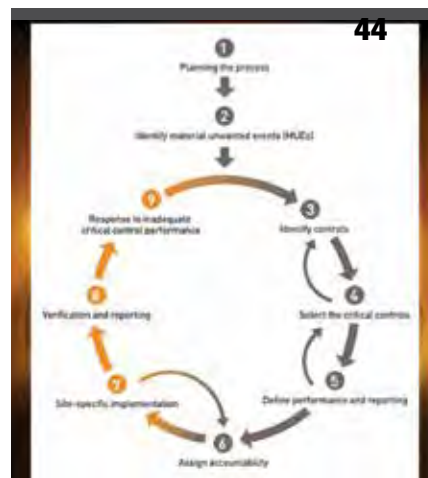 44
1
Planning the process
2
Identify material unwanted events (MUEs)
9
Response to inadequate
critical control performance
3
Identify controls
8
Verification and reporting
4
Select the critical controls
7
Site-specific implementation
5
Define performance and reporting
6
Assign accountability